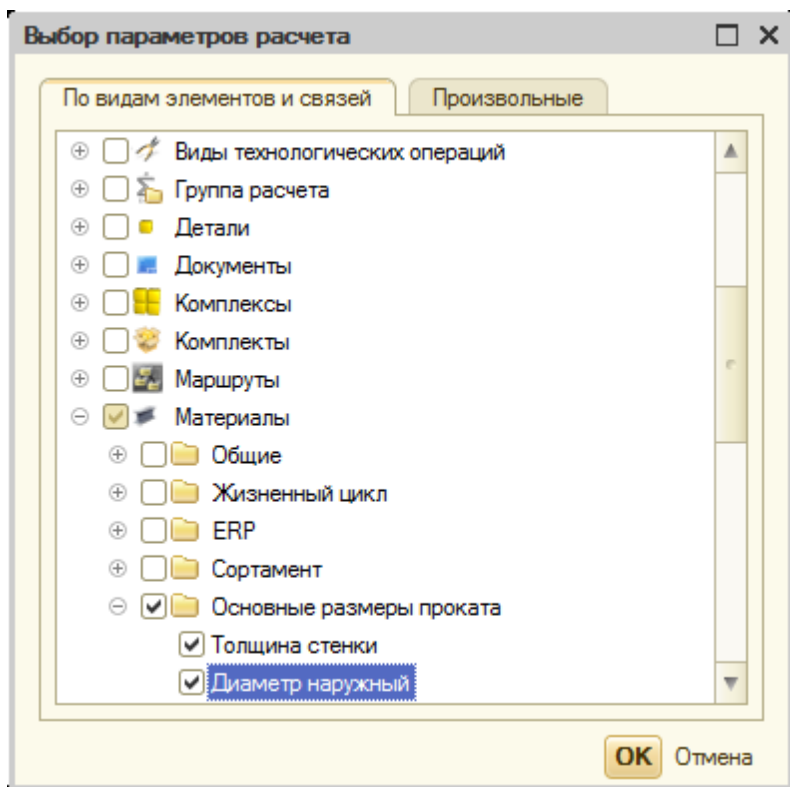 Выбор параметров расчета
По видам элементов и связей
Произвольные
Виды технологических операций
Группа расчета
Детали
Документы
Комплексы
Комплекты
Маршруты
Материалы
Общие
Жизненный цикл
ERP
Сортамент
Основные размеры проката
Толщина стенки
Диаметр наружный
ОК Отмена